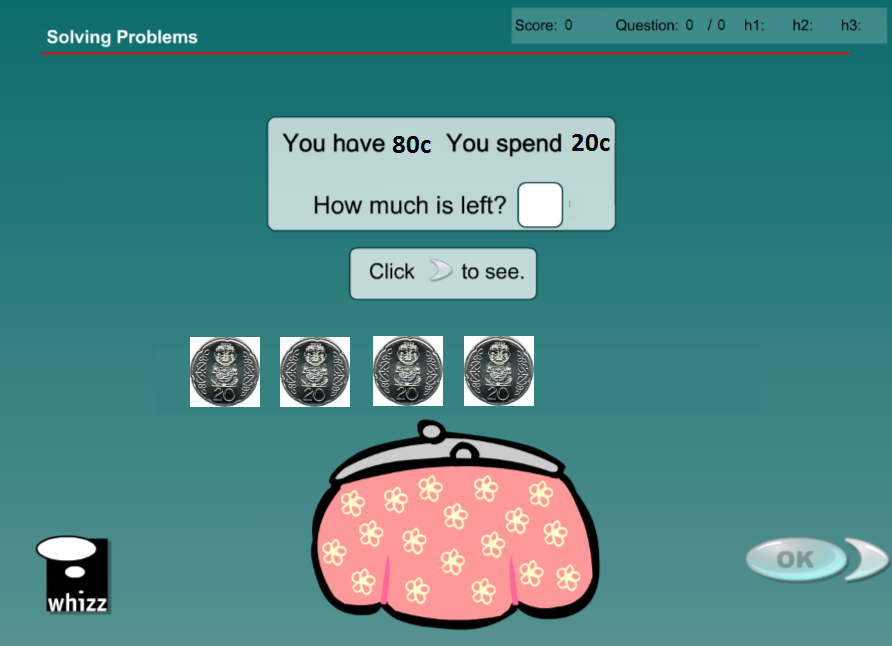 Solving Problems
Score: 0 Question: 0 / 0 h1: h2: h3:
You have 80c You spend 20c
How much is left?
Click to see.
20 20 20 20
whizz
OK